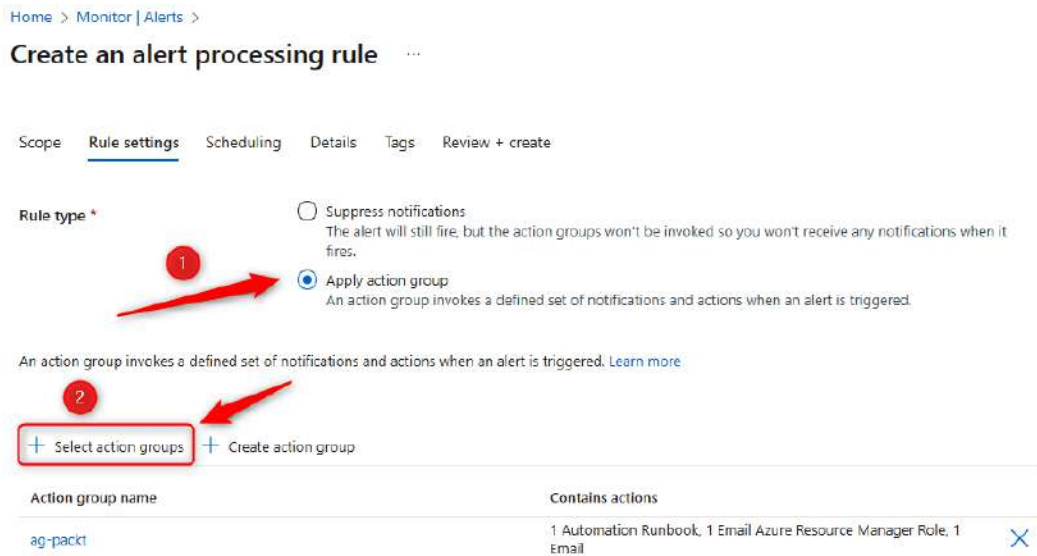 Home > Monitor | Alerts >
Create an alert processing rule ...
Scope Rule settings Scheduling Details Tags Review + create
Rule type *
Suppress notifications
The alert will still fire, but the action groups won't be invoked so you won't receive any notifications when it
fires.
1
Apply action group
An action group invokes a defined set of notifications and actions when an alert is triggered.
An action group invokes a defined set of notifications and actions when an alert is triggered. Learn more
2
+ Select action groups + Create action group
Action group name Contains actions
ag-packt 1 Automation Runbook, 1 Email Azure Resource Manager Role, 1
Email